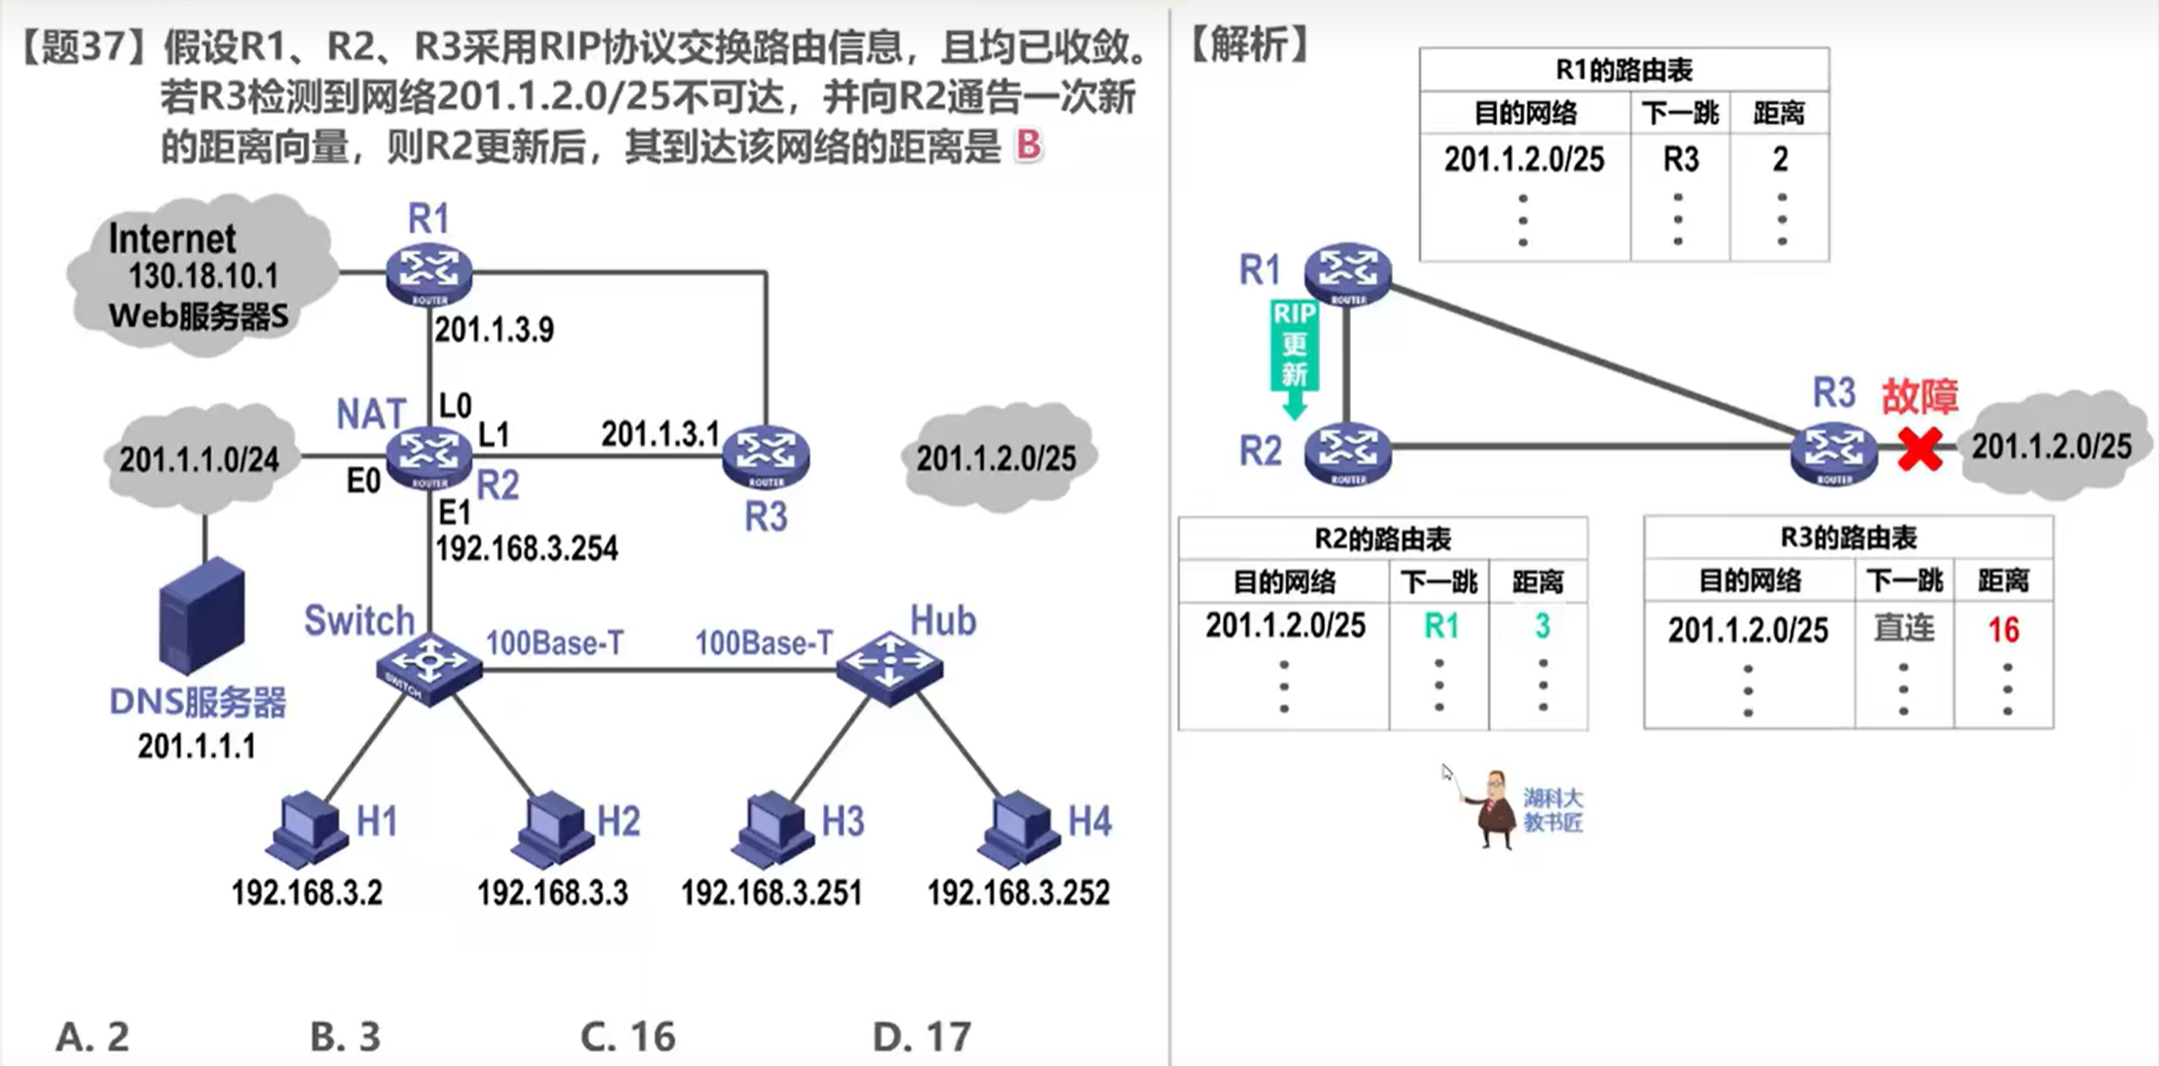 【题37】假设R1、R2、R3采用RIP协议交换路由信息，且均已收敛。
若R3检测到网络201.1.2.0/25不可达，并向R2通告一次新
的距离向量，则R2更新后，其到达该网络的距离是 B
R1
Internet
130.18.10.1
Web服务器S
ROUTER
201.1.3.9
NAT
L0
L1
201.1.3.1
201.1.1.0/24
ROUTER
ROUTER
201.1.2.0/25
E0
R2
R3
E1
192.168.3.254
Switch
100Base-T
100Base-T
Hub
SWITCH
DNS服务器
201.1.1.1
H1
H2
H3
H4
192.168.3.2
192.168.3.3
192.168.3.251
192.168.3.252
A. 2
B. 3
C. 16
D. 17
【解析】
R1的路由表
目的网络 下一跳 距离
201.1.2.0/25 R3 2
R1
ROUTER
RIP
更
新
R3
故障
R2
ROUTER
ROUTER
201.1.2.0/25
R2的路由表
目的网络 下一跳 距离
201.1.2.0/25 R1 3
R3的路由表
目的网络 下一跳 距离
201.1.2.0/25 直连 16
湖科大
教书匠